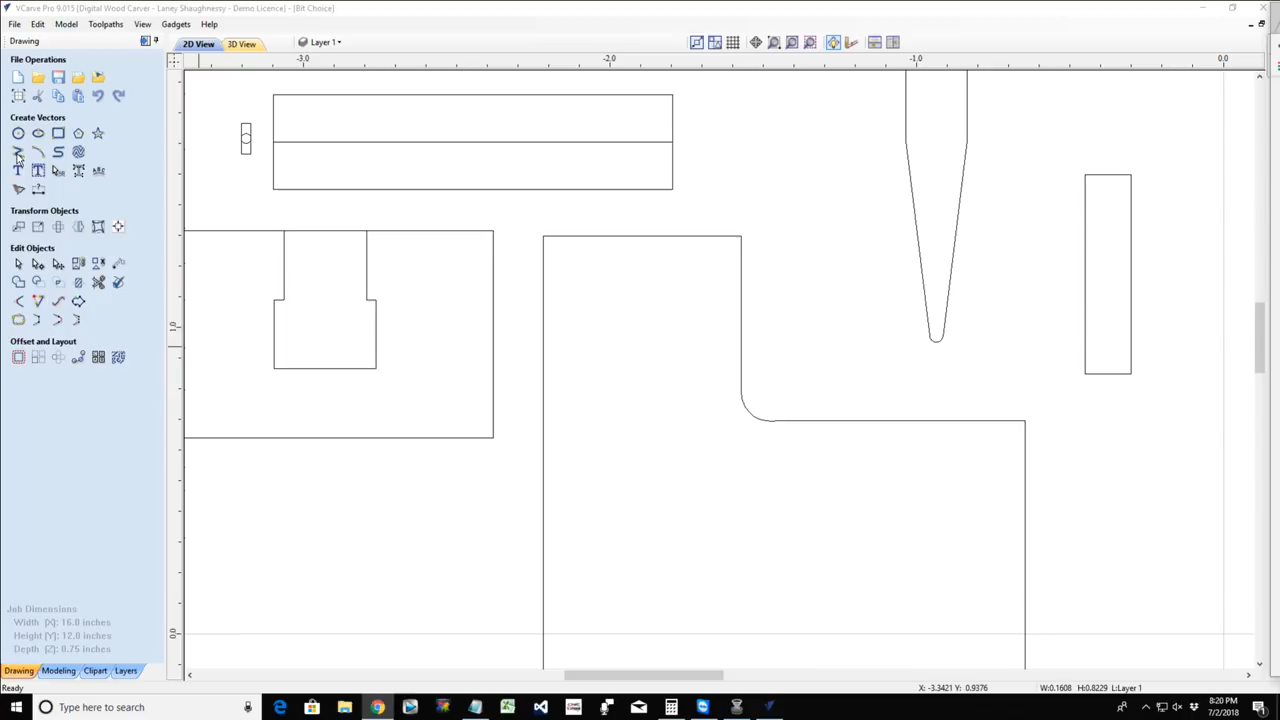 VCarve Pro 9.015 [Digital Wood Carver - Laney Shaughnessy - Demo Licence] - [Bit Choice]
File Edit Model Toolpaths View Gadgets Help
Drawing
2D View 3D View Layer 1
File Operations
Create Vectors
Transform Objects
Edit Objects
Offset and Layout
-3.0 -2.0 -1.0 0.0
1.0
0.0
Job Dimensions
Width (X): 16.0 inches
Height (Y): 12.0 inches
Depth (Z): 0.75 inches
Drawing Modeling Clipart Layers
Ready
X: -3.3421 Y: 0.9376 W:0.1608 H:0.8229 L:Layer 1
Type here to search
8:20 PM
7/2/2018